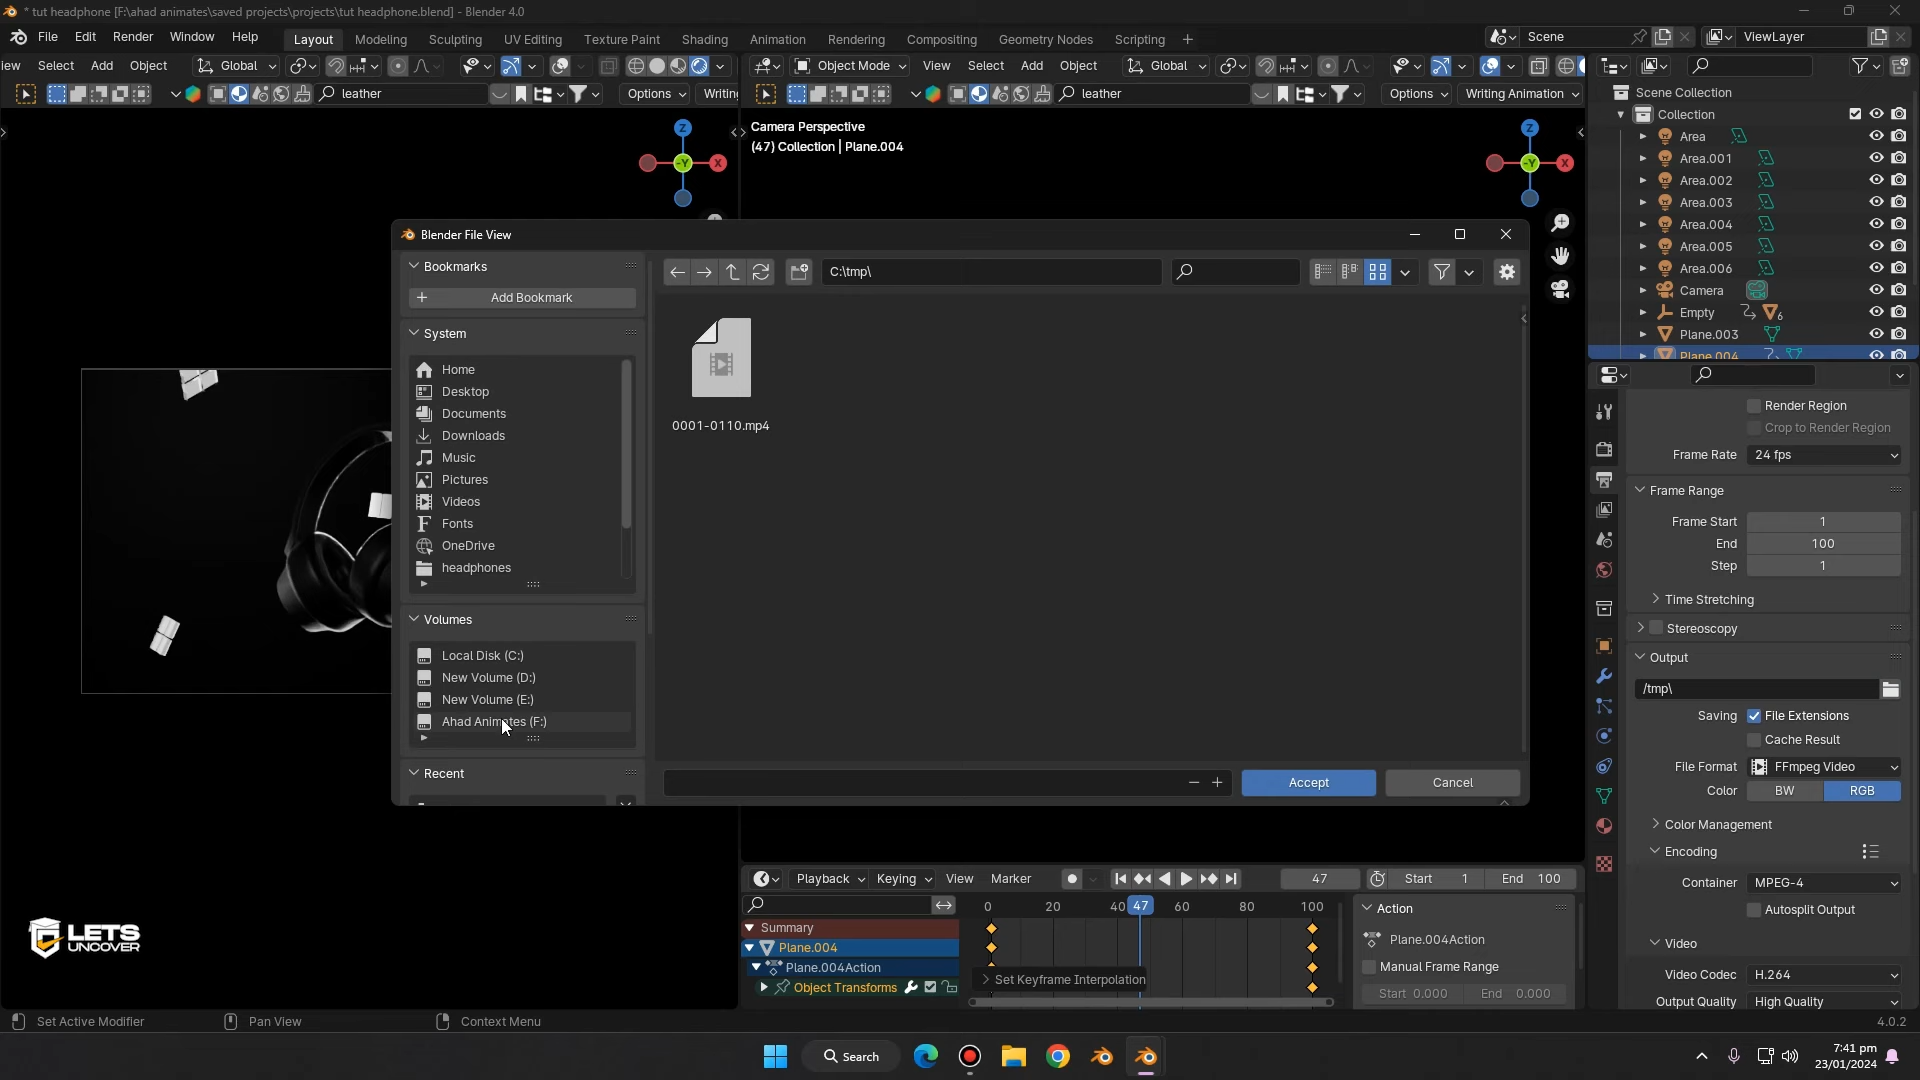 * tut headphone [F:\ahad animates\saved projects\projects\tut headphone.blend] - Blender 4.0
File Edit Render Window Help Layout Modeling Sculpting UV Editing Texture Paint Shading Animation Rendering Compositing Geometry Nodes Scripting + Scene ViewLayer
iew Select Add Object Global Object Mode View Select Add Object Global
leather Options Writin leather Options Writing Animation
Scene Collection
Collection
Area
Area.001
Area.002
Area.003
Area.004
Area.005
Area.006
Camera
Empty 6
Plane.003
Plane.004
Camera Perspective
(47) Collection | Plane.004
Z
-Y
X
Z
-Y
X
Blender File View
Bookmarks
Add Bookmark
System
Home
Desktop
Documents
Downloads
Music
Pictures
Videos
Fonts
OneDrive
headphones
Volumes
Local Disk (C:)
New Volume (D:)
New Volume (E:)
Ahad Animates (F:)
Recent
C:\tmp\
0001-0110.mp4
Accept Cancel
Render Region
Crop to Render Region
Frame Rate 24 fps
Frame Range
Frame Start 1
End 100
Step 1
Time Stretching
Stereoscopy
Output
/tmp\
Saving File Extensions
Cache Result
File Format FFmpeg Video
Color BW RGB
Color Management
Encoding
Container MPEG-4
Autosplit Output
Video
Video Codec H.264
Output Quality High Quality
Playback Keying View Marker 47 Start 1 End 100
0 20 40 47 60 80 100
Summary
Plane.004
Plane.004Action
Object Transforms
Set Keyframe Interpolation
Action
Plane.004Action
Manual Frame Range
Start 0.000 End 0.000
LETS
UNCOVER
Set Active Modifier Pan View Context Menu 4.0.2
Search
7:41 pm
23/01/2024